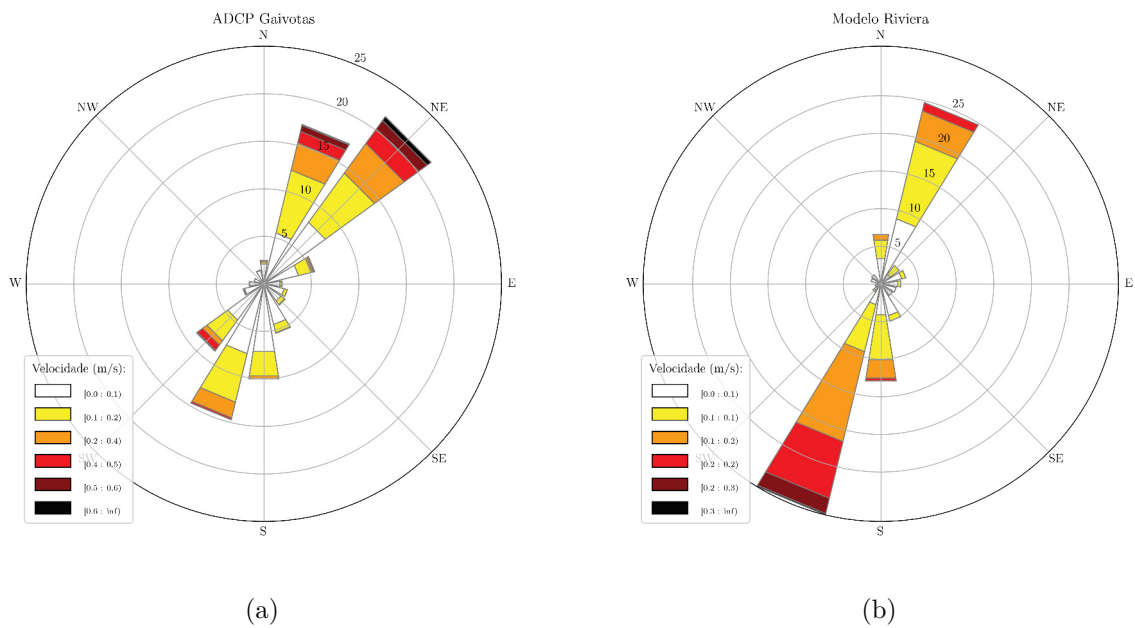 ADCP Gaivotas
N
25
20
NW
NE
15
10
5
W
E
Velocidade (m/s):
[0.0 : 0.1)
[0.1 : 0.2)
[0.2 : 0.4)
SW
[0.4 : 0.5)
[0.5 : 0.6)
[0.6 : inf)
SE
S
(a)
Modelo Riviera
N
25
NW
NE
20
15
10
5
W
E
Velocidade (m/s):
[0.0 : 0.1)
[0.1 : 0.1)
[0.1 : 0.2)
SW
[0.2 : 0.2)
[0.2 : 0.3)
[0.3 : inf)
SE
S
(b)